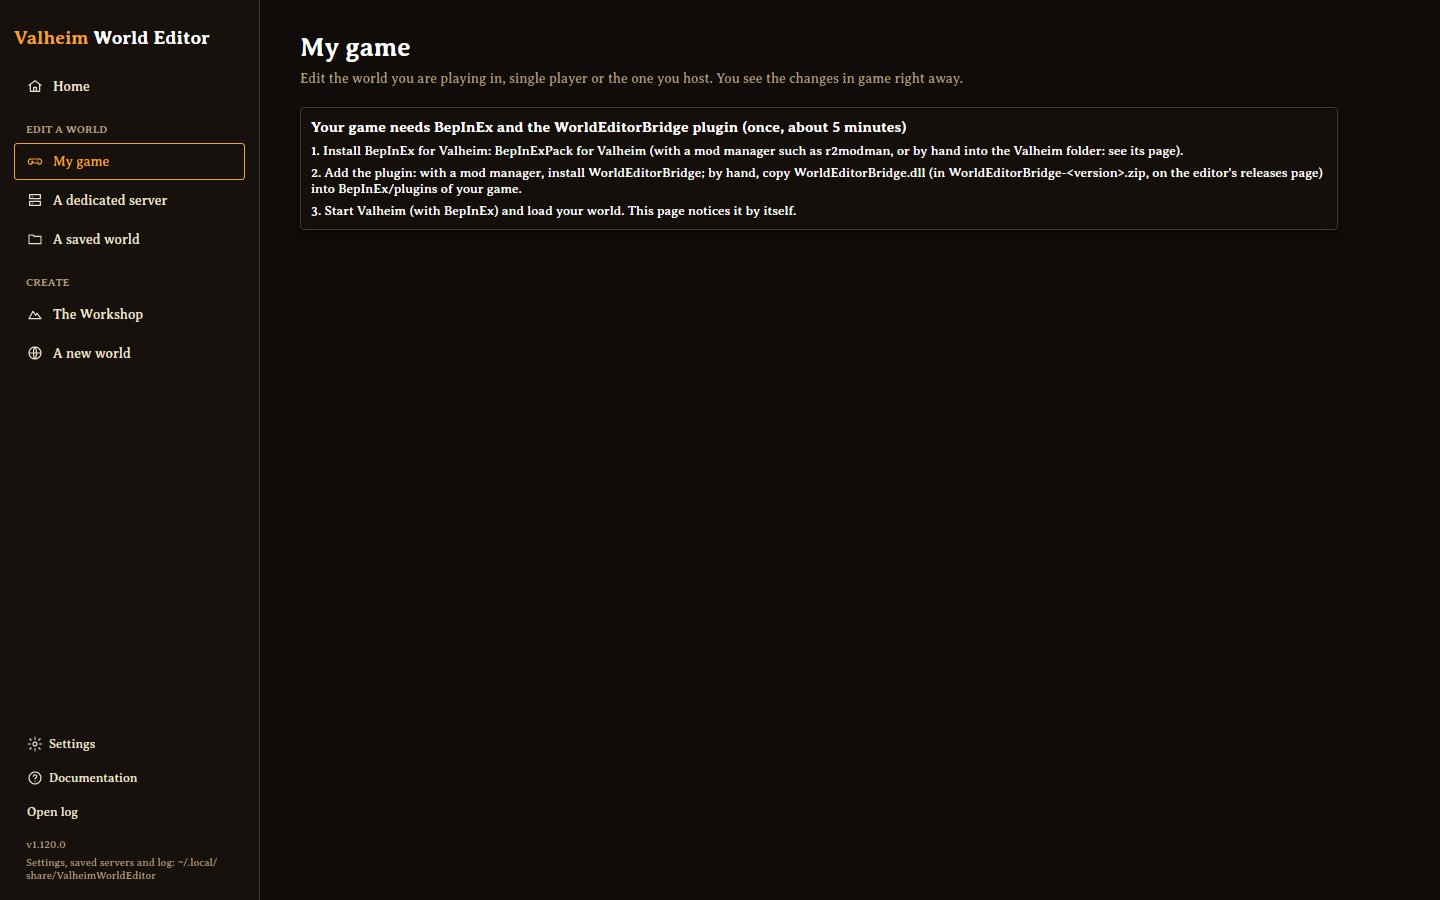 Valheim World Editor
Home
EDIT A WORLD
My game
A dedicated server
A saved world
CREATE
The Workshop
A new world
Settings
Documentation
Open log
v1.120.0
Settings, saved servers and log: ~/.local/
share/ValheimWorldEditor
My game
Edit the world you are playing in, single player or the one you host. You see the changes in game right away.
Your game needs BepInEx and the WorldEditorBridge plugin (once, about 5 minutes)
1. Install BepInEx for Valheim: BepInExPack for Valheim (with a mod manager such as r2modman, or by hand into the Valheim folder: see its page).
2. Add the plugin: with a mod manager, install WorldEditorBridge; by hand, copy WorldEditorBridge.dll (in WorldEditorBridge-<version>.zip, on the editor's releases page)
into BepInEx/plugins of your game.
3. Start Valheim (with BepInEx) and load your world. This page notices it by itself.